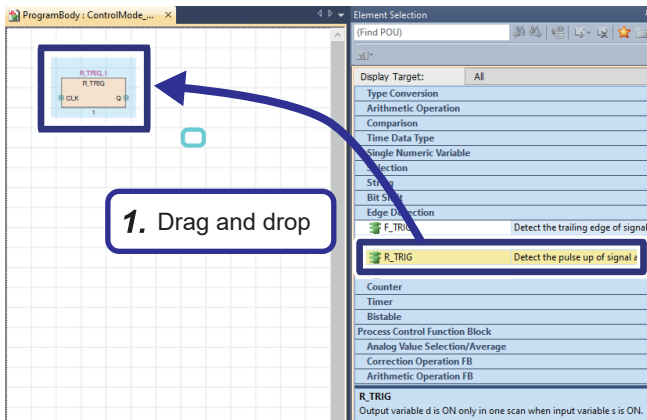 ProgramBody : ControlMode_...
R_TRIG_1
R_TRIG
CLK Q
1
1. Drag and drop
Element Selection
(Find POU)
Display Target: All
Type Conversion
Arithmetic Operation
Comparison
Time Data Type
Single Numeric Variable
Selection
String
Bit Shift
Edge Detection
F_TRIG Detect the trailing edge of signal
R_TRIG Detect the pulse up of signal a
Counter
Timer
Bistable
Process Control Function Block
Analog Value Selection/Average
Correction Operation FB
Arithmetic Operation FB
R_TRIG
Output variable d is ON only in one scan when input variable s is ON.